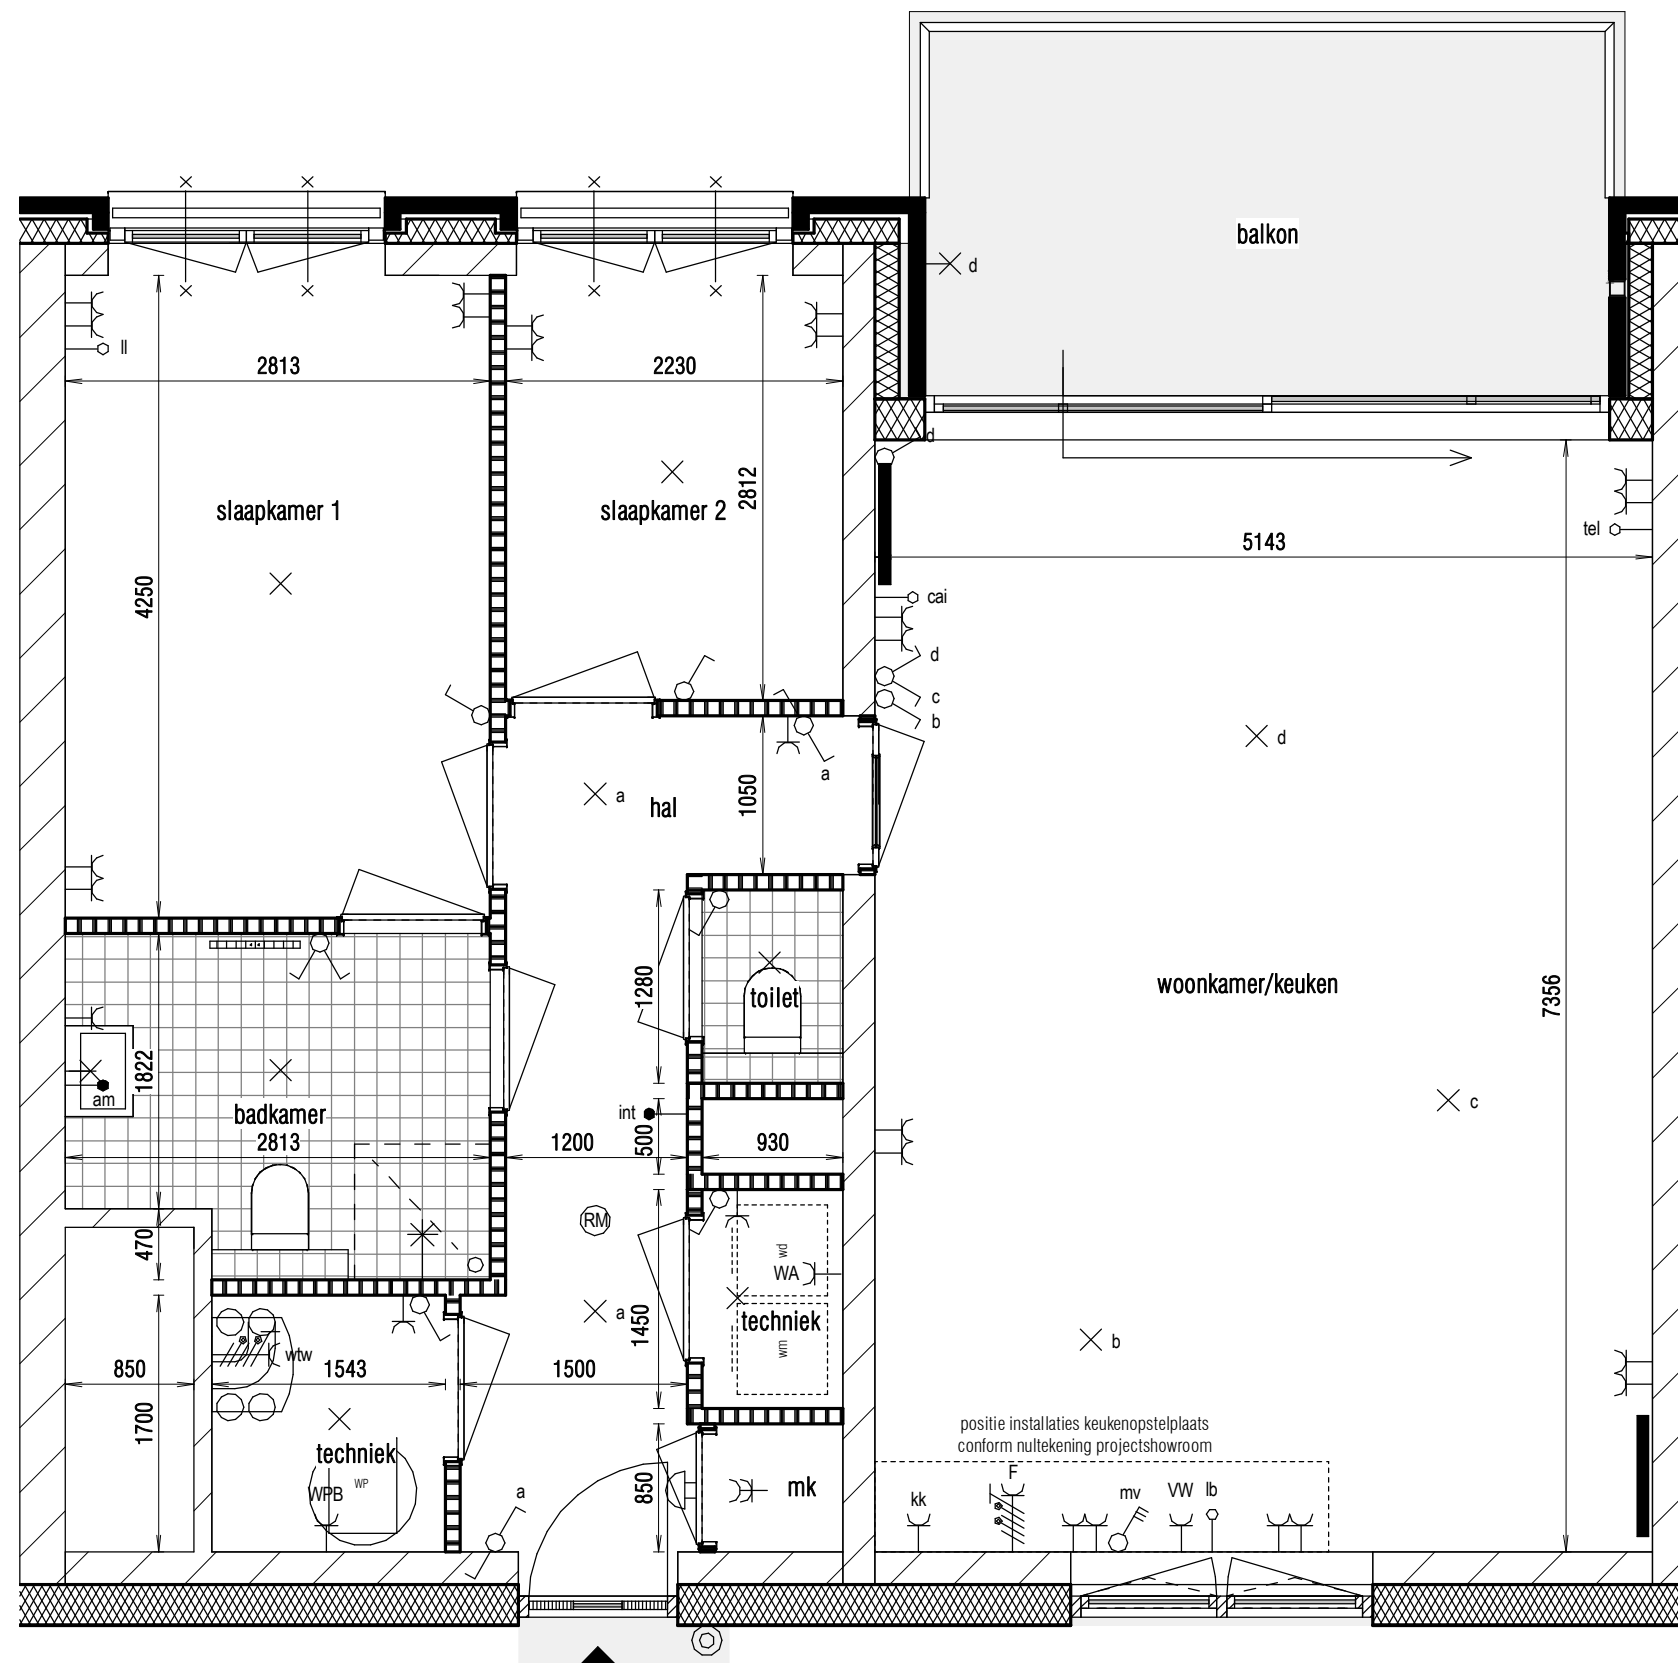 balkon
d
ll
2813
2230
d
slaapkamer 1
slaapkamer 2
2812
tel
5143
4250
cai
d
c
b
d
a
a
hal
1050
woonkamer/keuken
7356
toilet
1280
1822
am
badkamer
2813
int
1200
500
930
c
RM
470
wd
WA
a
1450
techniek
wm
b
wtw
850
1543
1500
1700
techniek
WPB
WP
positie installaties keukenopstelplaats
conform nultekening projectshowroom
a
850
mk
kk
F
mv
VW
lb